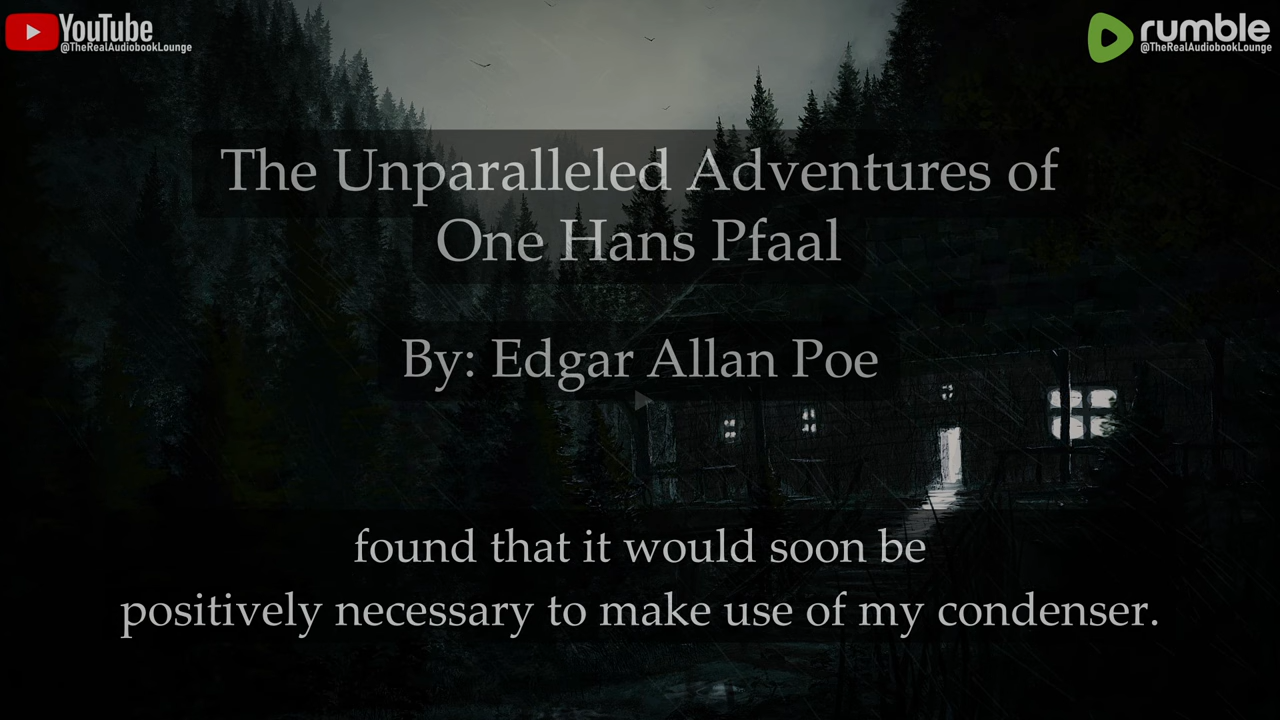 YouTube
@TheRealAudiobookLounge
rumble
@TheRealAudiobookLounge
The Unparalleled Adventures of
One Hans Pfaal
By: Edgar Allan Poe
found that it would soon be
positively necessary to make use of my condenser.